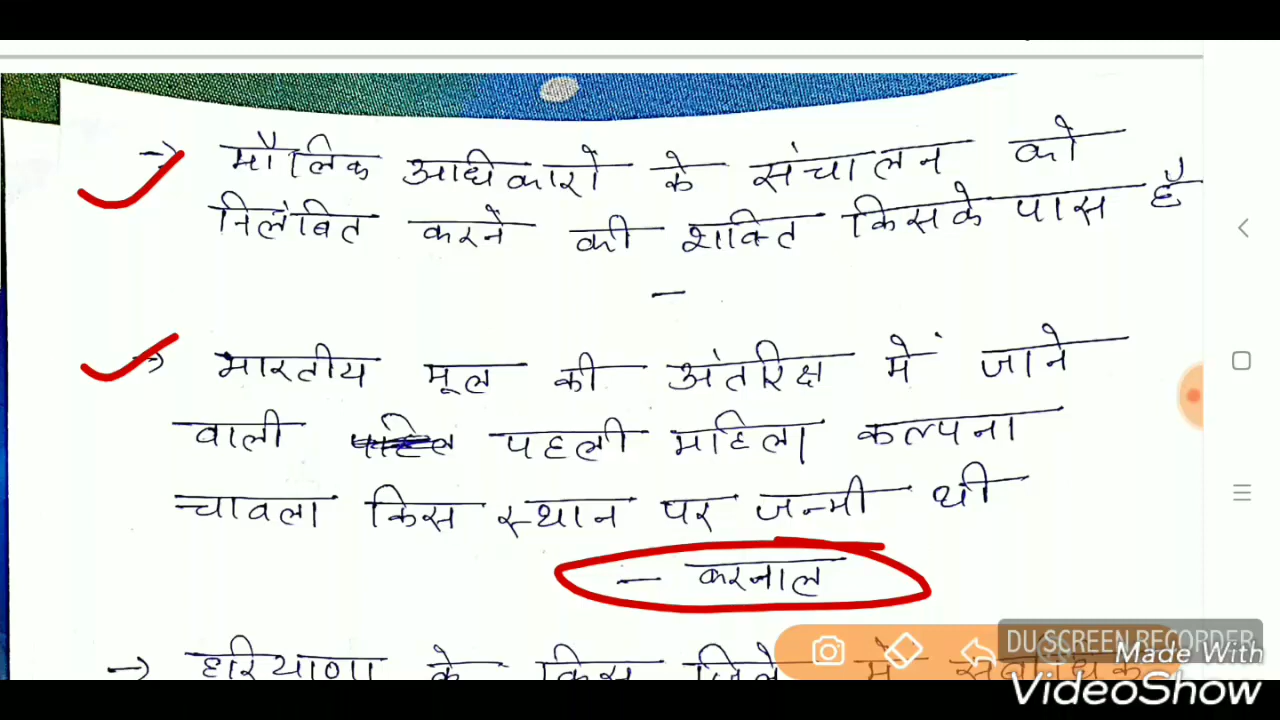 → मौलिक अधिकारों के संचालन को
निलंबित करने की शक्ति किसके पास है
—
→ भारतीय मूल की अंतरिक्ष में जाने
वाली पहली महिला कल्पना
चावला किस स्थान पर जन्मी थी
— करनाल
→ हरियाणा के किस जिले में सर्वाधिक
DU SCREEN RECORDER
Made With
VideoShow